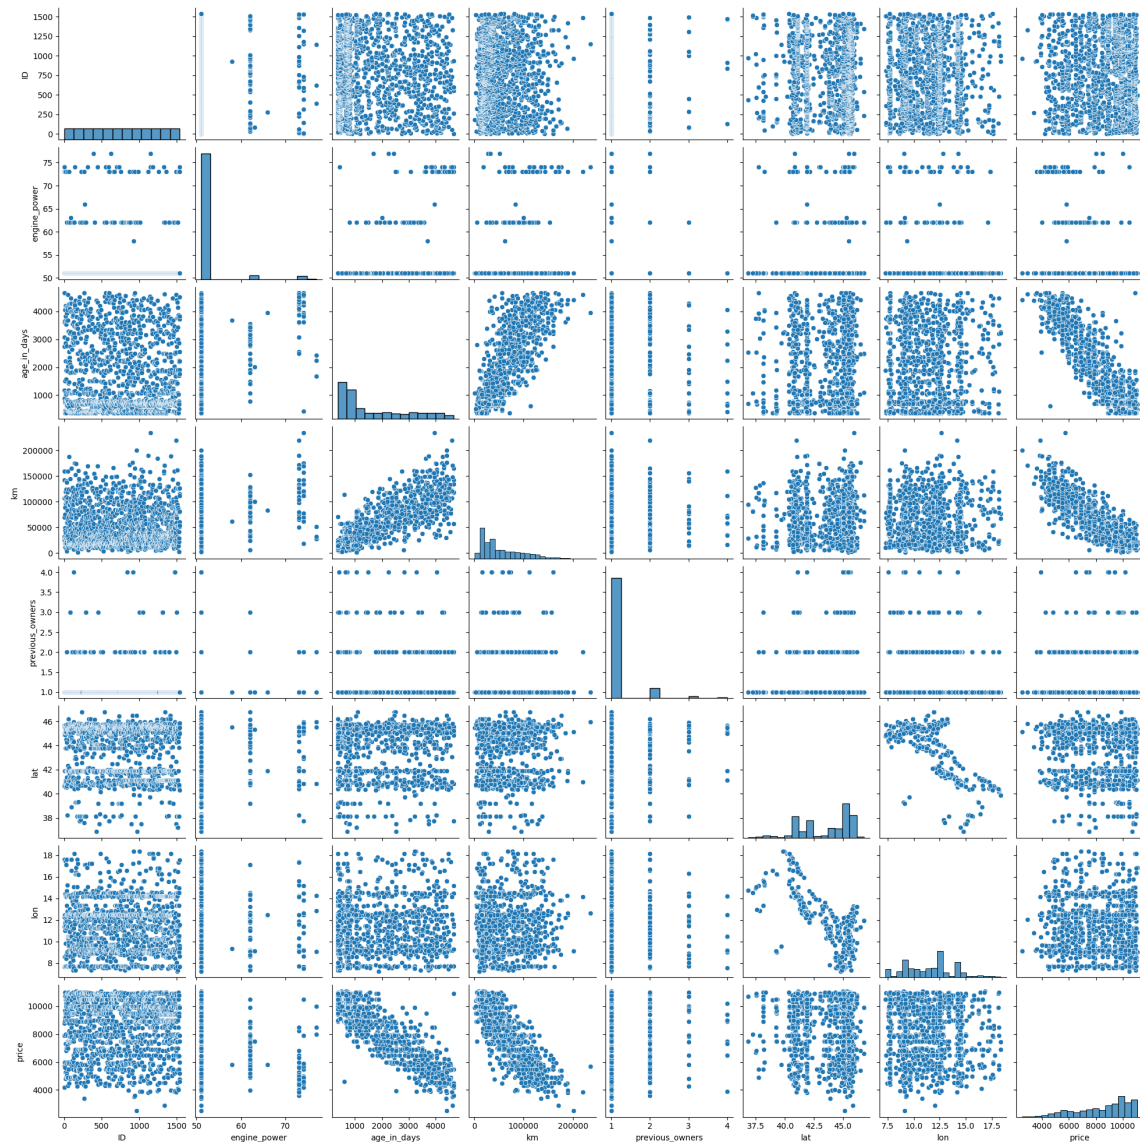 1500
1250
1000
750
500
250
0
ID
75
70
65
60
55
50
engine_power
4000
3000
2000
1000
age_in_days
200000
150000
100000
50000
0
km
4.0
3.5
3.0
2.5
2.0
1.5
1.0
previous_owners
46
44
42
40
38
lat
18
16
14
12
10
8
lon
10000
8000
6000
4000
price
0 500 1000 1500
50 60 70
1000 2000 3000 4000
0 100000 200000
1 2 3 4
37.5 40.0 42.5 45.0
7.5 10.0 12.5 15.0 17.5
4000 6000 8000 10000
ID engine_power age_in_days km previous_owners lat lon price